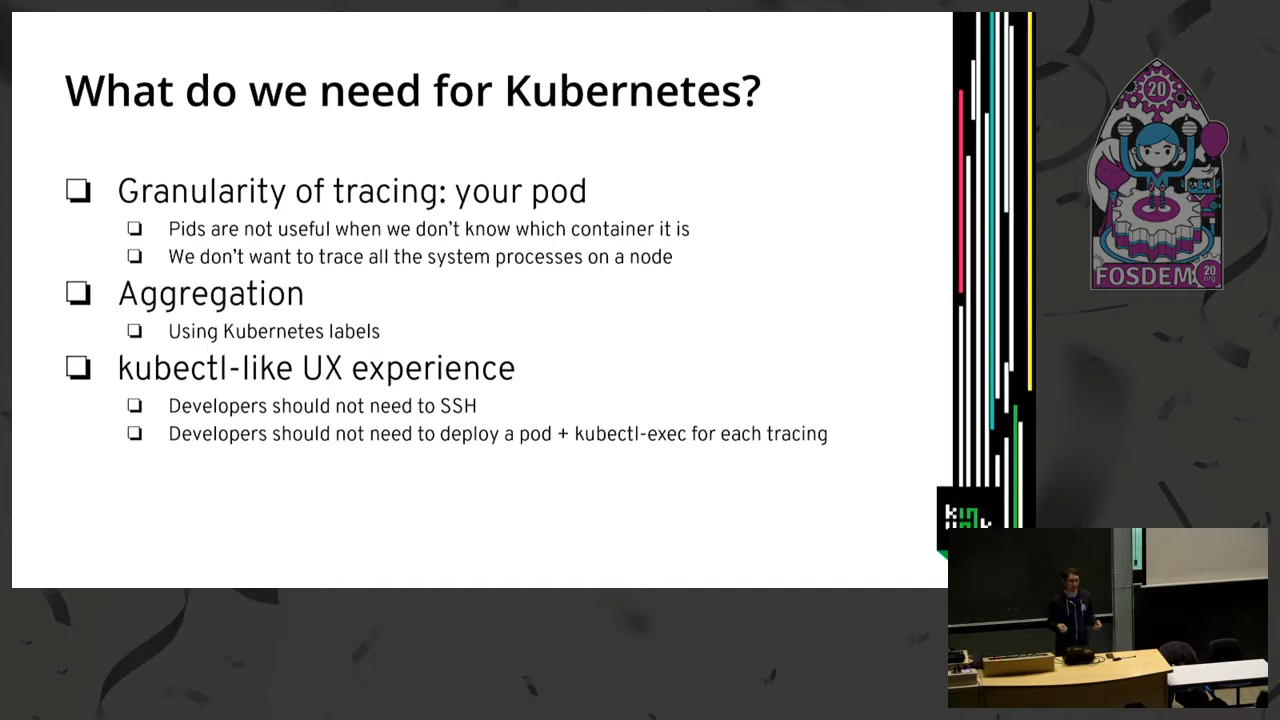 What do we need for Kubernetes?
Granularity of tracing: your pod
Pids are not useful when we don't know which container it is
We don't want to trace all the system processes on a node
Aggregation
Using Kubernetes labels
kubectl-like UX experience
Developers should not need to SSH
Developers should not need to deploy a pod + kubectl-exec for each tracing
20
FOSDEM
20
org